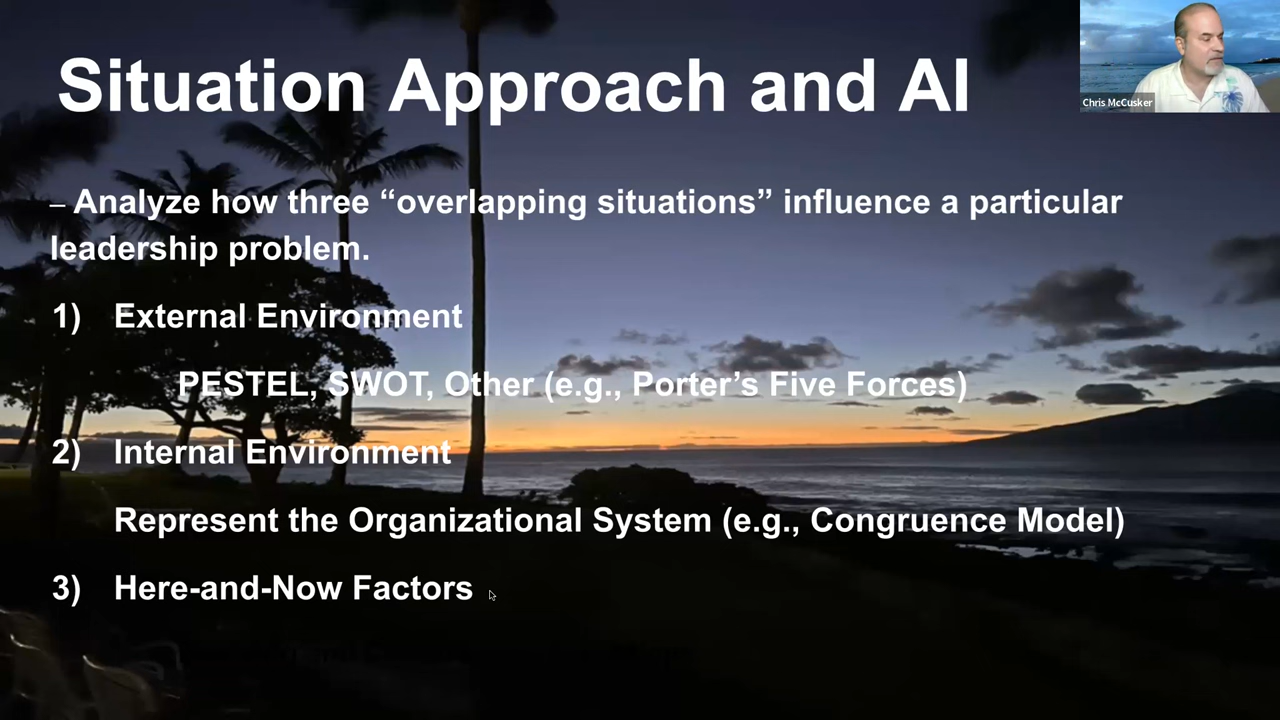 Situation Approach and AI
Chris McCusker
– Analyze how three “overlapping situations” influence a particular
leadership problem.
1) External Environment
PESTEL, SWOT, Other (e.g., Porter’s Five Forces)
2) Internal Environment
Represent the Organizational System (e.g., Congruence Model)
3) Here-and-Now Factors